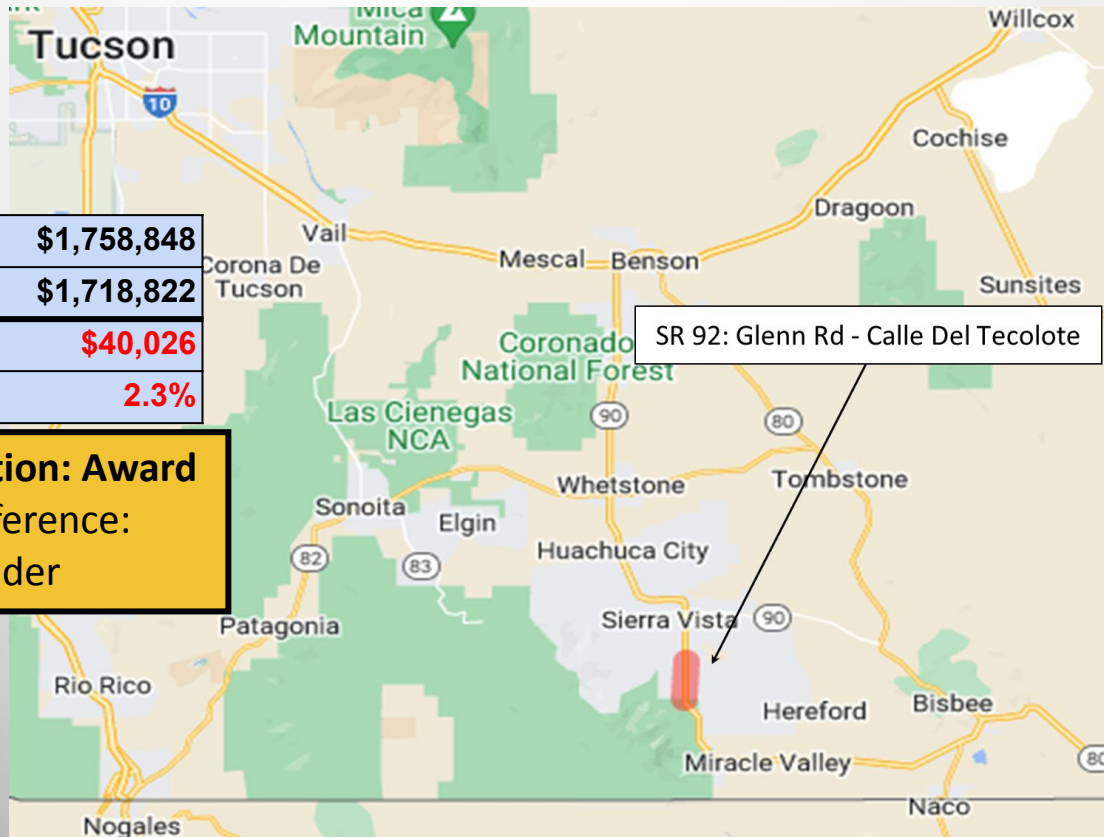 Mica
Mountain
Willcox
Tucson
10
Cochise
Dragoon
$1,758,848
Vail
Mescal
Benson
Corona De
Tucson
$1,718,822
Sunsites
$40,026
Coronado
National Forest
SR 92: Glenn Rd - Calle Del Tecolote
2.3%
Las Cienegas
NCA
90
80
tion: Award
ference:
der
Whetstone
Tombstone
Sonoita
Elgin
Huachuca City
82
83
Sierra Vista
90
Patagonia
Rio Rico
Hereford
Bisbee
Miracle Valley
80
Naco
Nogales